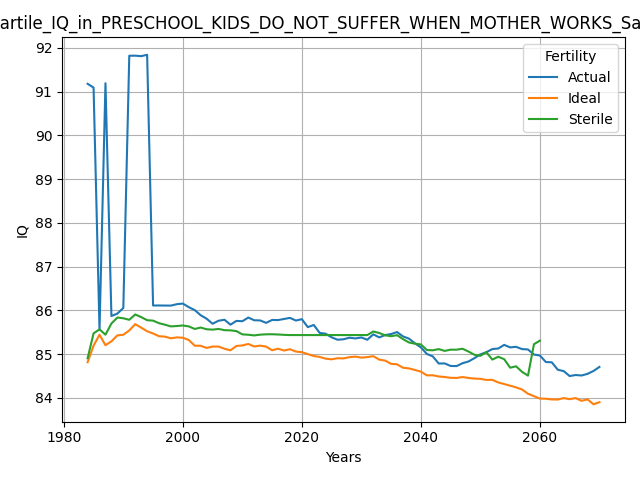 artile_IQ_in_PRESCHOOL_KIDS_DO_NOT_SUFFER_WHEN_MOTHER_WORKS_Sa
Fertility
Actual
Ideal
Sterile
92
91
90
89
88
87
86
85
84
IQ
1980 2000 2020 2040 2060
Years